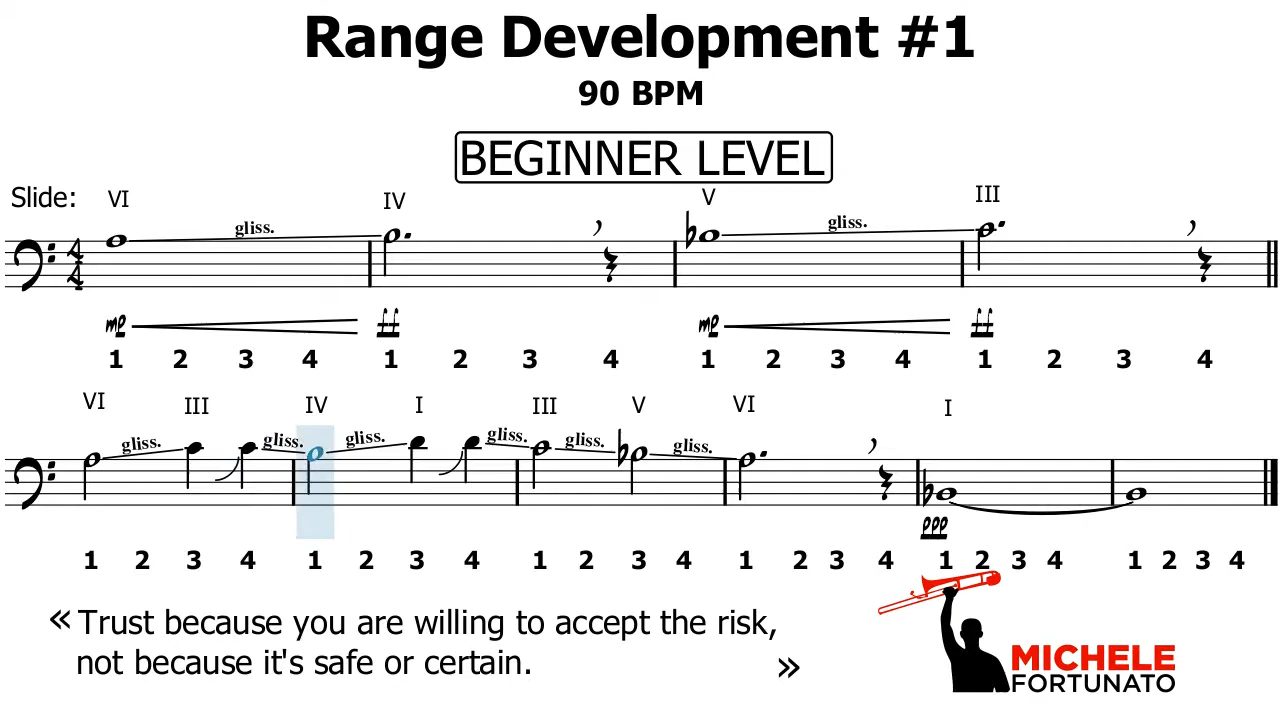 Range Development #1
90 BPM
BEGINNER LEVEL
Slide: VI IV V III
gliss. gliss.
4
4
mp ff mp ff
1 2 3 4 1 2 3 4 1 2 3 4 1 2 3 4
VI III IV I III V VI I
gliss. gliss. gliss. gliss. gliss. gliss.
ppp
1 2 3 4 1 2 3 4 1 2 3 4 1 2 3 4 1 2 3 4 1 2 3 4
« Trust because you are willing to accept the risk,
not because it's safe or certain. »
MICHELE
FORTUNATO